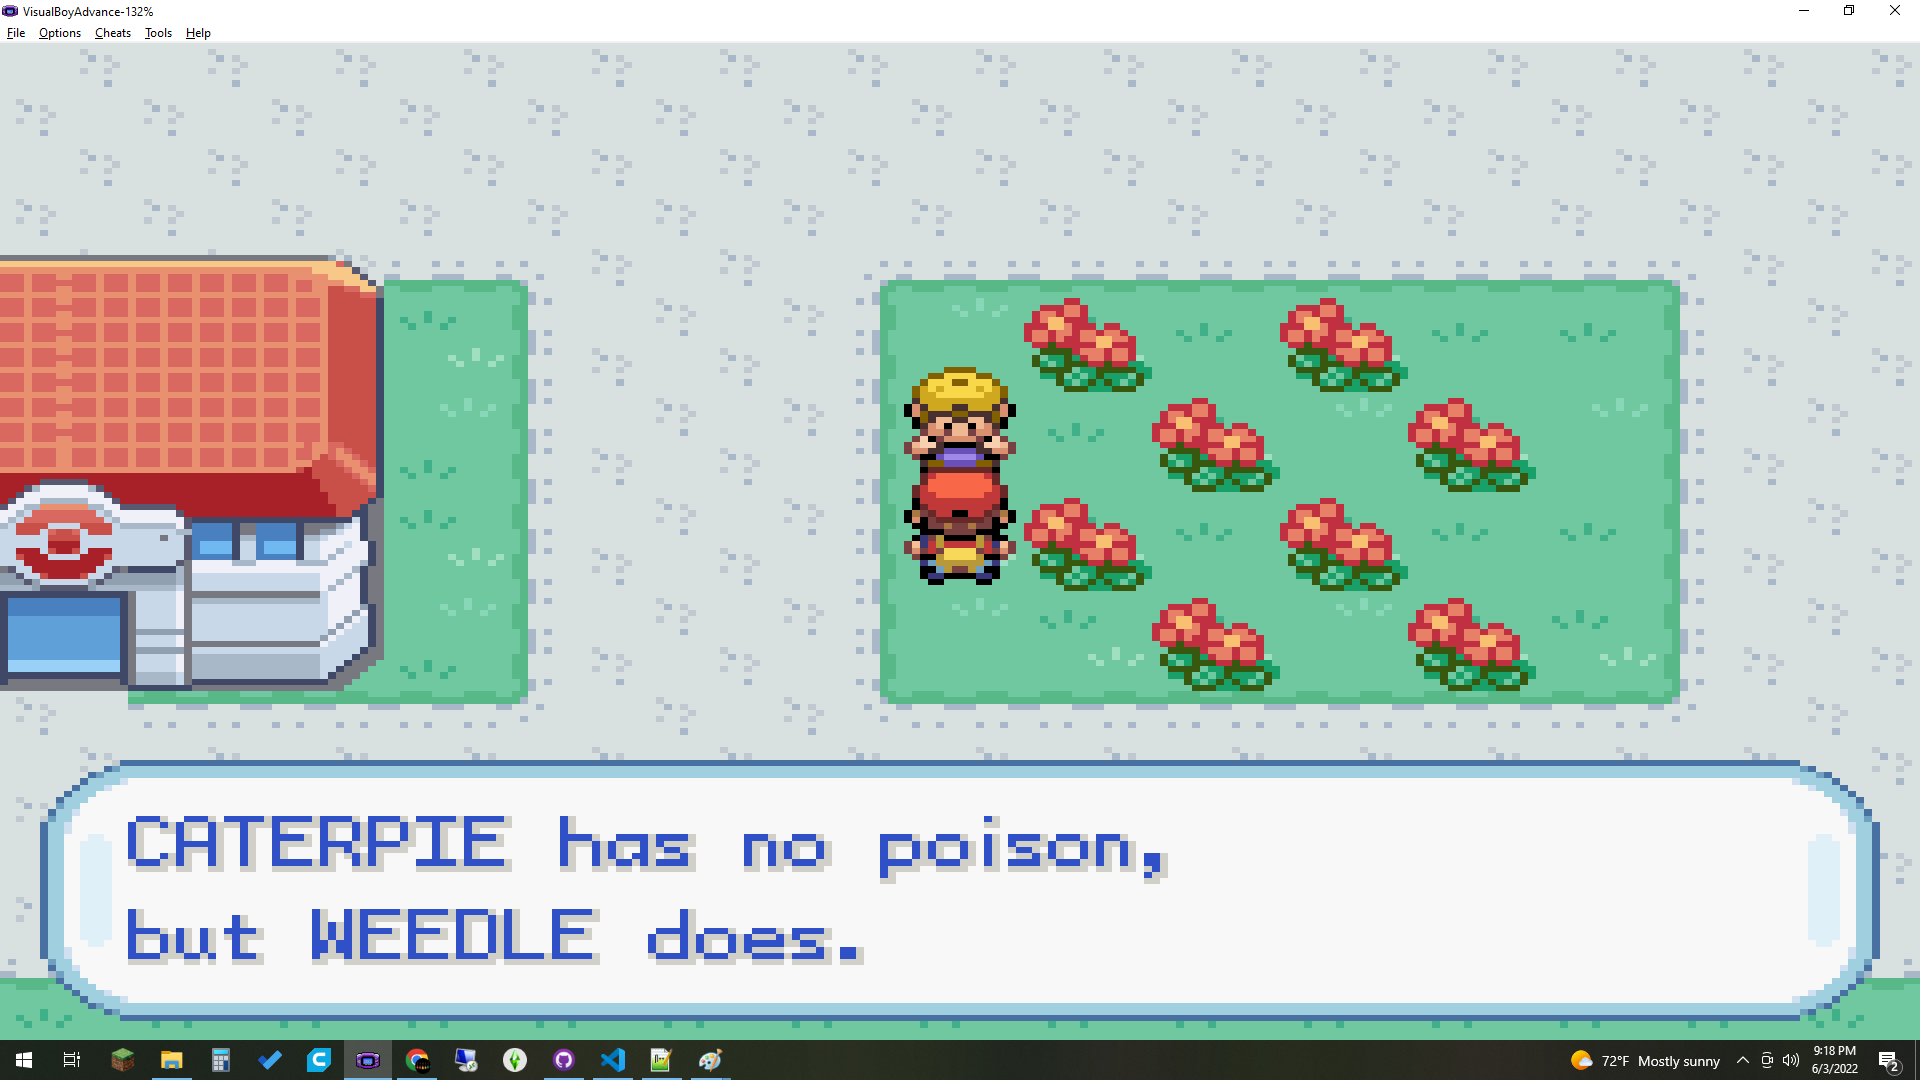 VisualBoyAdvance-132%
File Options Cheats Tools Help
CATERPIE has no poison,
but WEEDLE does.
72°F Mostly sunny
9:18 PM
6/3/2022
2